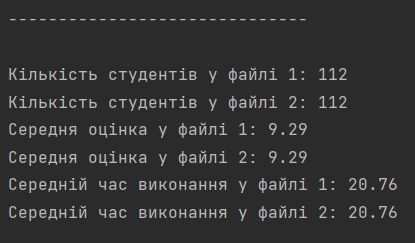 ------------------------------
Кількість студентів у файлі 1: 112
Кількість студентів у файлі 2: 112
Середня оцінка у файлі 1: 9.29
Середня оцінка у файлі 2: 9.29
Середній час виконання у файлі 1: 20.76
Середній час виконання у файлі 2: 20.76